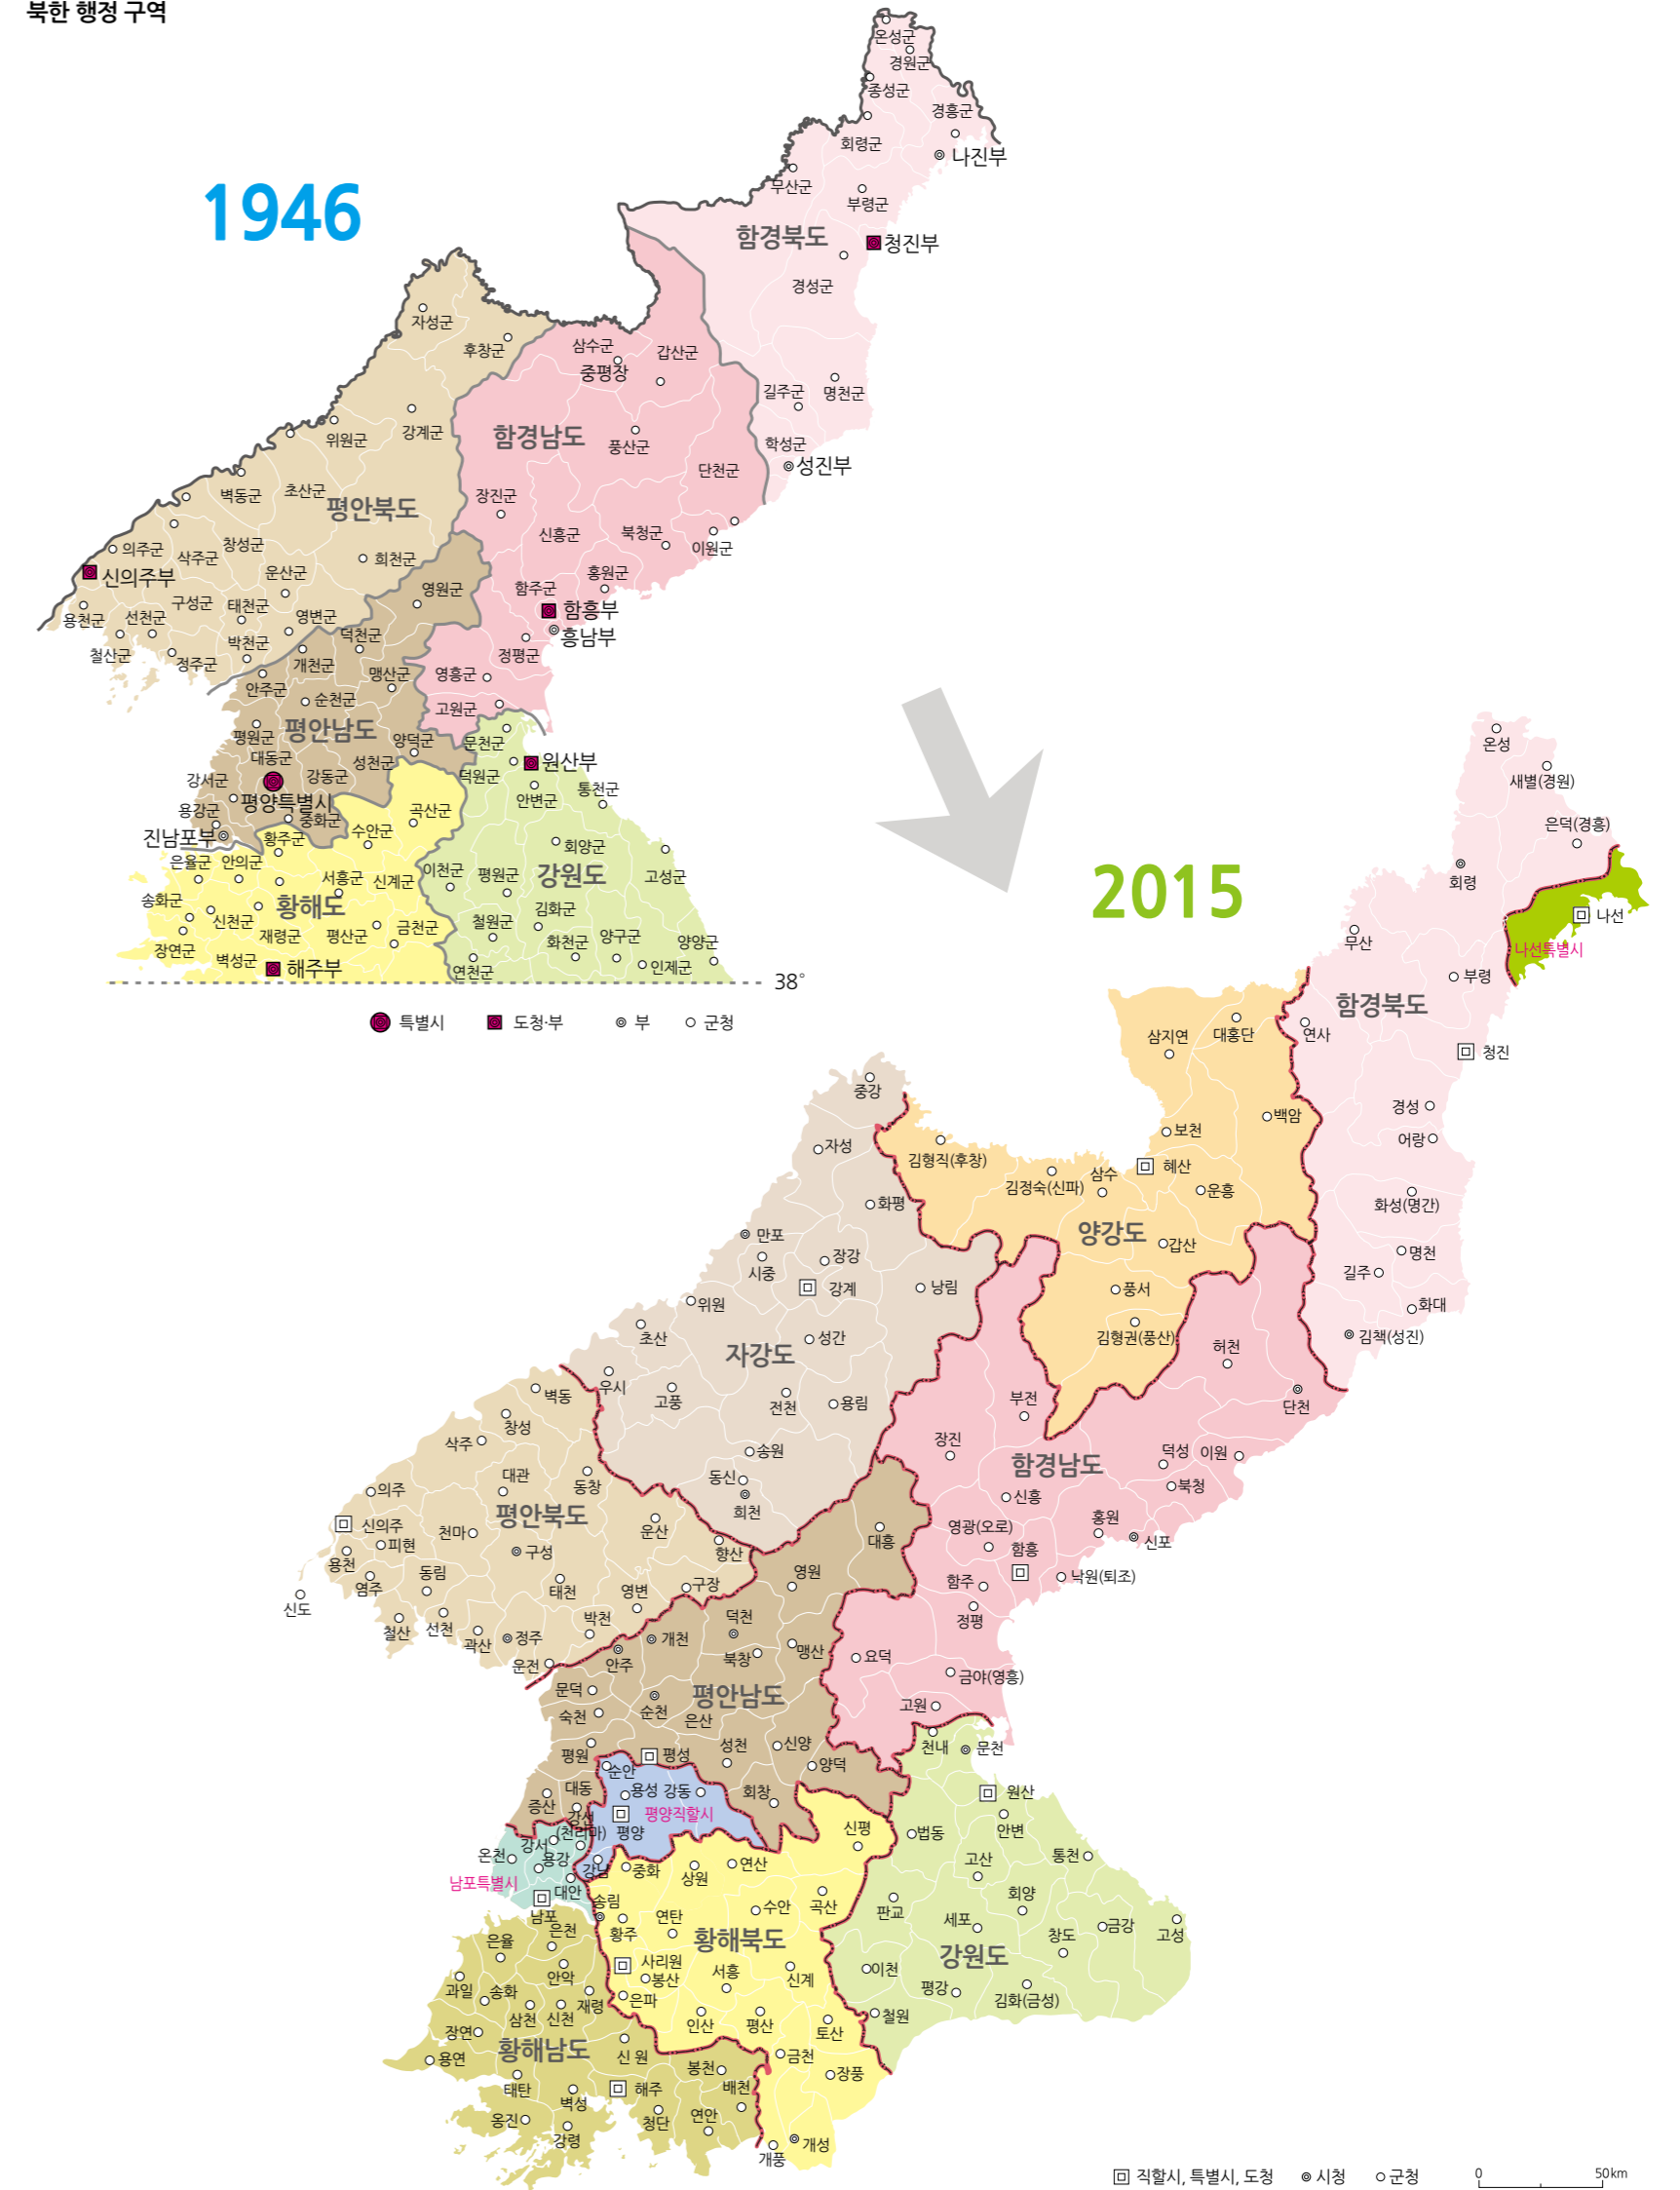 북한 행정 구역
1946
온성군
경원군
종성군
경흥군
회령군
나진부
무산군
부령군
함경북도
청진부
경성군
자성군
후창군
삼수군
갑산군
중평장
길주군
명천군
위원군
강계군
함경남도
풍산군
학성군
성진부
단천군
벽동군
초산군
평안북도
장진군
의주군
삭주군
창성군
희천군
신흥군
북청군
이원군
신의주부
운산군
영원군
함주군
홍원군
용천군
선천군
구성군
태천군
영변군
함흥부
흥남부
철산군
정주군
박천군
덕천군
개천군
맹산군
영흥군
정평군
안주군
순천군
고원군
평원군
평안남도
양덕군
문천군
대동군
성천군
원산부
강서군
강동군
덕원군
평양특별시
안변군
통천군
용강군
중화군
곡산군
진남포부
황주군
수안군
회양군
은율군
안의군
서흥군
신계군
이천군
평원군
강원도
고성군
송화군
신천군
황해도
철원군
김화군
재령군
평산군
금천군
화천군
양구군
양양군
장연군
벽성군
해주부
연천군
인제군
38°
특별시
도청·부
부
군청
2015
온성
새별(경원)
은덕(경흥)
회령
나선
나선특별시
무산
부령
함경북도
연사
청진
삼지연
대홍단
중강
경성
어랑
백암
자성
보천
김형직(후창)
혜산
김정숙(신파)
삼수
운흥
화성(명간)
화평
만포
양강도
갑산
명천
시중
장강
길주
강계
낭림
풍서
화대
위원
초산
성간
김형권(풍산)
김책(성진)
자강도
허천
우시
벽동
고풍
전천
용림
부전
단천
창성
삭주
송원
장진
덕성
이원
대관
동창
동신
함경남도
북청
의주
희천
신흥
평안북도
신의주
천마
운산
영광(오로)
홍원
신포
피현
구성
향산
대흥
함흥
용천
염주
동림
태천
영변
구장
영원
함주
낙원(퇴조)
신도
철산
선천
곽산
정주
박천
덕천
정평
운전
안주
개천
북창
맹산
요덕
문덕
평안남도
금야(영흥)
숙천
순천
은산
고원
평원
평성
성천
신양
천내
문천
순안
양덕
대동
용성
강동
회창
원산
증산
강선
(천리마)
평양
평양직할시
신평
법동
안변
온천
강서
용강
강남
중화
상원
연산
고산
통천
남포특별시
대안
송림
수안
곡산
판교
회양
남포
은천
황주
연탄
세포
창도
금강
고성
은율
황해북도
강원도
안악
사리원
봉산
서흥
신계
이천
과일
송화
재령
은파
평강
김화(금성)
삼천
신천
인산
평산
토산
철원
장연
황해남도
신 원
금천
용연
봉천
장풍
태탄
벽성
해주
배천
옹진
청단
연안
강령
개풍
개성
직할시, 특별시, 도청
시청
군청
0
50km